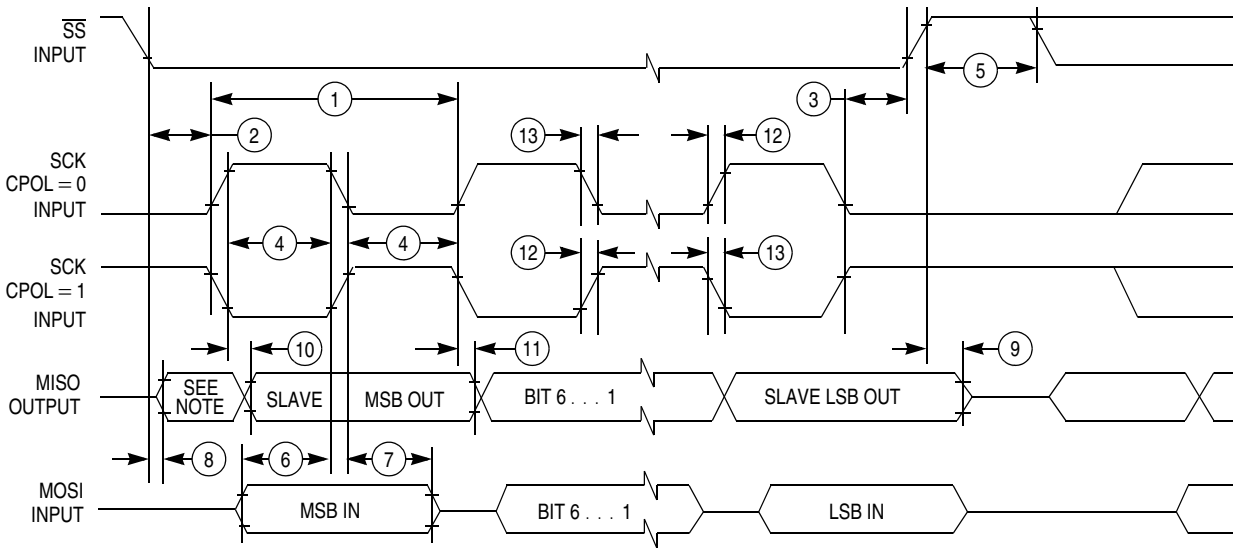 SS
INPUT
5
1
3
2
13
12
SCK
CPOL = 0
INPUT
4
4
SCK
CPOL = 1
INPUT
12
13
10
11
9
MISO
OUTPUT
SEE
NOTE
SLAVE
MSB OUT
BIT 6 . . . 1
SLAVE LSB OUT
8
6
7
MOSI
INPUT
MSB IN
BIT 6 . . . 1
LSB IN